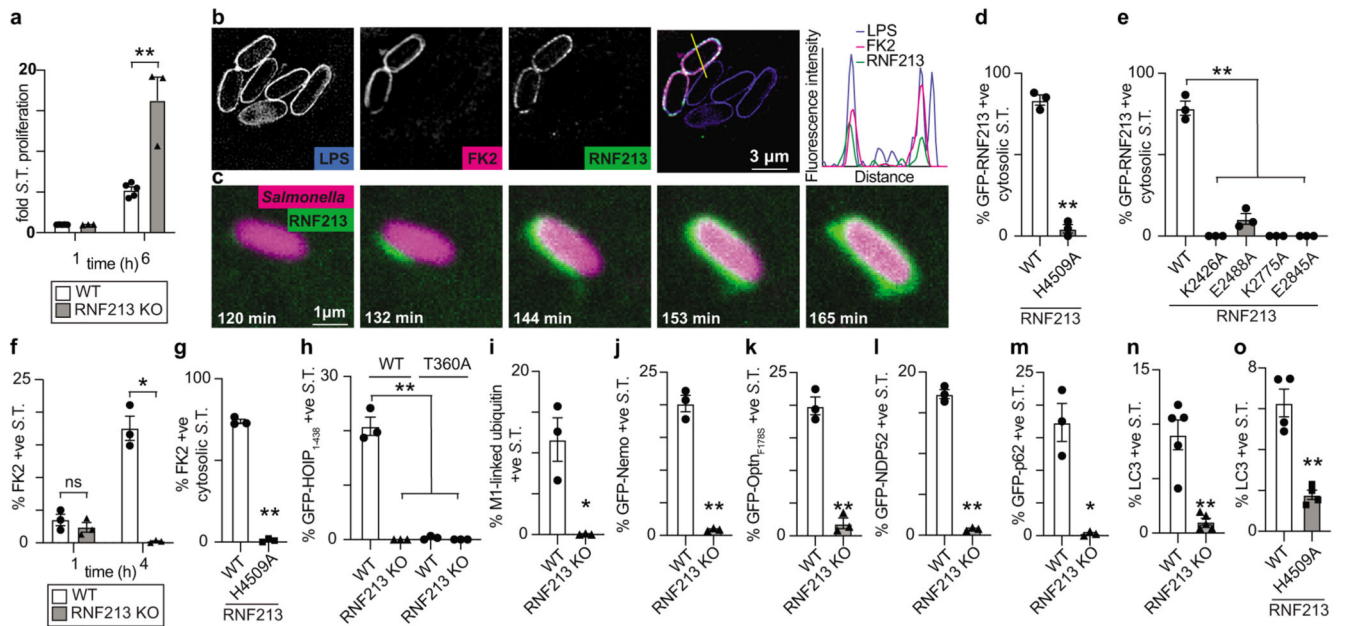 a
fold S.T. proliferation
20
10
0
**
1 time (h) 6
WT
RNF213 KO
b
LPS
FK2
RNF213
3 µm
Fluorescence intensity
LPS
FK2
RNF213
Distance
c
Salmonella
RNF213
120 min
1µm
132 min
144 min
153 min
165 min
d
% GFP-RNF213 +ve
cytosolic S.T.
100
0
**
WT
H4509A
RNF213
e
% GFP-RNF213 +ve
cytosolic S.T.
100
0
**
WT
K2426A
E2488A
K2775A
E2845A
RNF213
f
% FK2 +ve S.T.
25
0
ns
*
1 time (h) 4
WT
RNF213 KO
g
% FK2 +ve
cytosolic S.T.
100
0
**
WT
H4509A
RNF213
h
% GFP-HOIP1-438 +ve S.T.
30
0
WT T360A
**
WT
RNF213 KO
WT
RNF213 KO
i
% M1-linked ubiquitin
+ve S.T.
20
0
*
WT
RNF213 KO
j
% GFP-Nemo +ve S.T.
25
0
**
WT
RNF213 KO
k
% GFP-OptnF178S +ve S.T.
25
0
**
WT
RNF213 KO
l
% GFP-NDP52 +ve S.T.
20
0
**
WT
RNF213 KO
m
% GFP-p62 +ve S.T.
25
0
*
WT
RNF213 KO
n
% LC3 +ve S.T.
15
0
**
WT
RNF213 KO
o
% LC3 +ve S.T.
8
0
**
WT
H4509A
RNF213